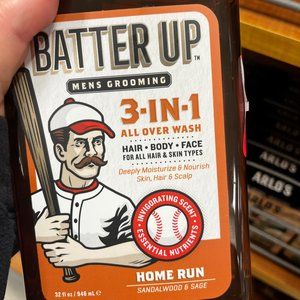 BATTER UP™
MENS GROOMING
3-IN-1
ALL OVER WASH
HAIR • BODY • FACE
FOR ALL HAIR & SKIN TYPES
Deeply Moisturize & Nourish
Skin, Hair & Scalp
INVIGORATING SCENT
ESSENTIAL NUTRIENTS
HOME RUN
SANDALWOOD & SAGE
32 fl oz / 946 mL e